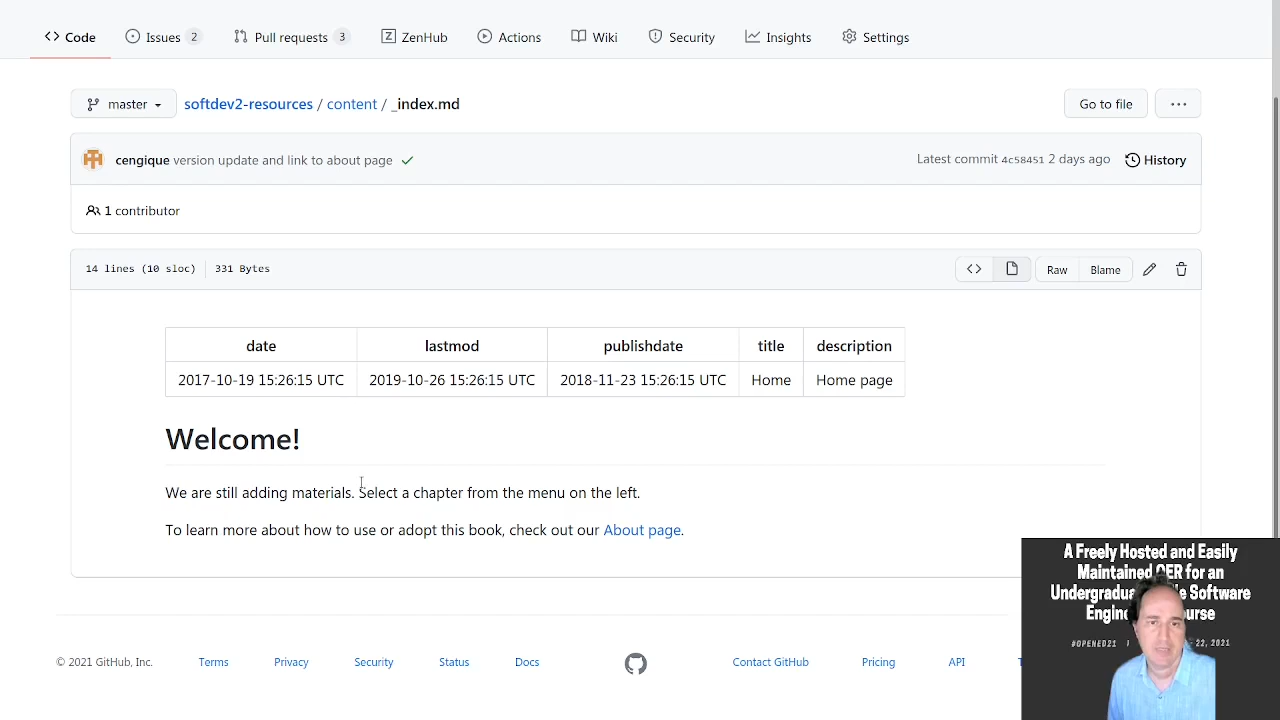 Code Issues 2 Pull requests 3 ZenHub Actions Wiki Security Insights Settings
master softdev2-resources / content / _index.md Go to file ...
cengique version update and link to about page Latest commit 4c58451 2 days ago History
1 contributor
14 lines (10 sloc) 331 Bytes Raw Blame
date lastmod publishdate title description
2017-10-19 15:26:15 UTC 2019-10-26 15:26:15 UTC 2018-11-23 15:26:15 UTC Home Home page
Welcome!
We are still adding materials. Select a chapter from the menu on the left.
To learn more about how to use or adopt this book, check out our About page.
© 2021 GitHub, Inc. Terms Privacy Security Status Docs Contact GitHub Pricing API
A Freely Hosted and Easily
Maintained OER for an
Software
#OPENED21 22, 2021